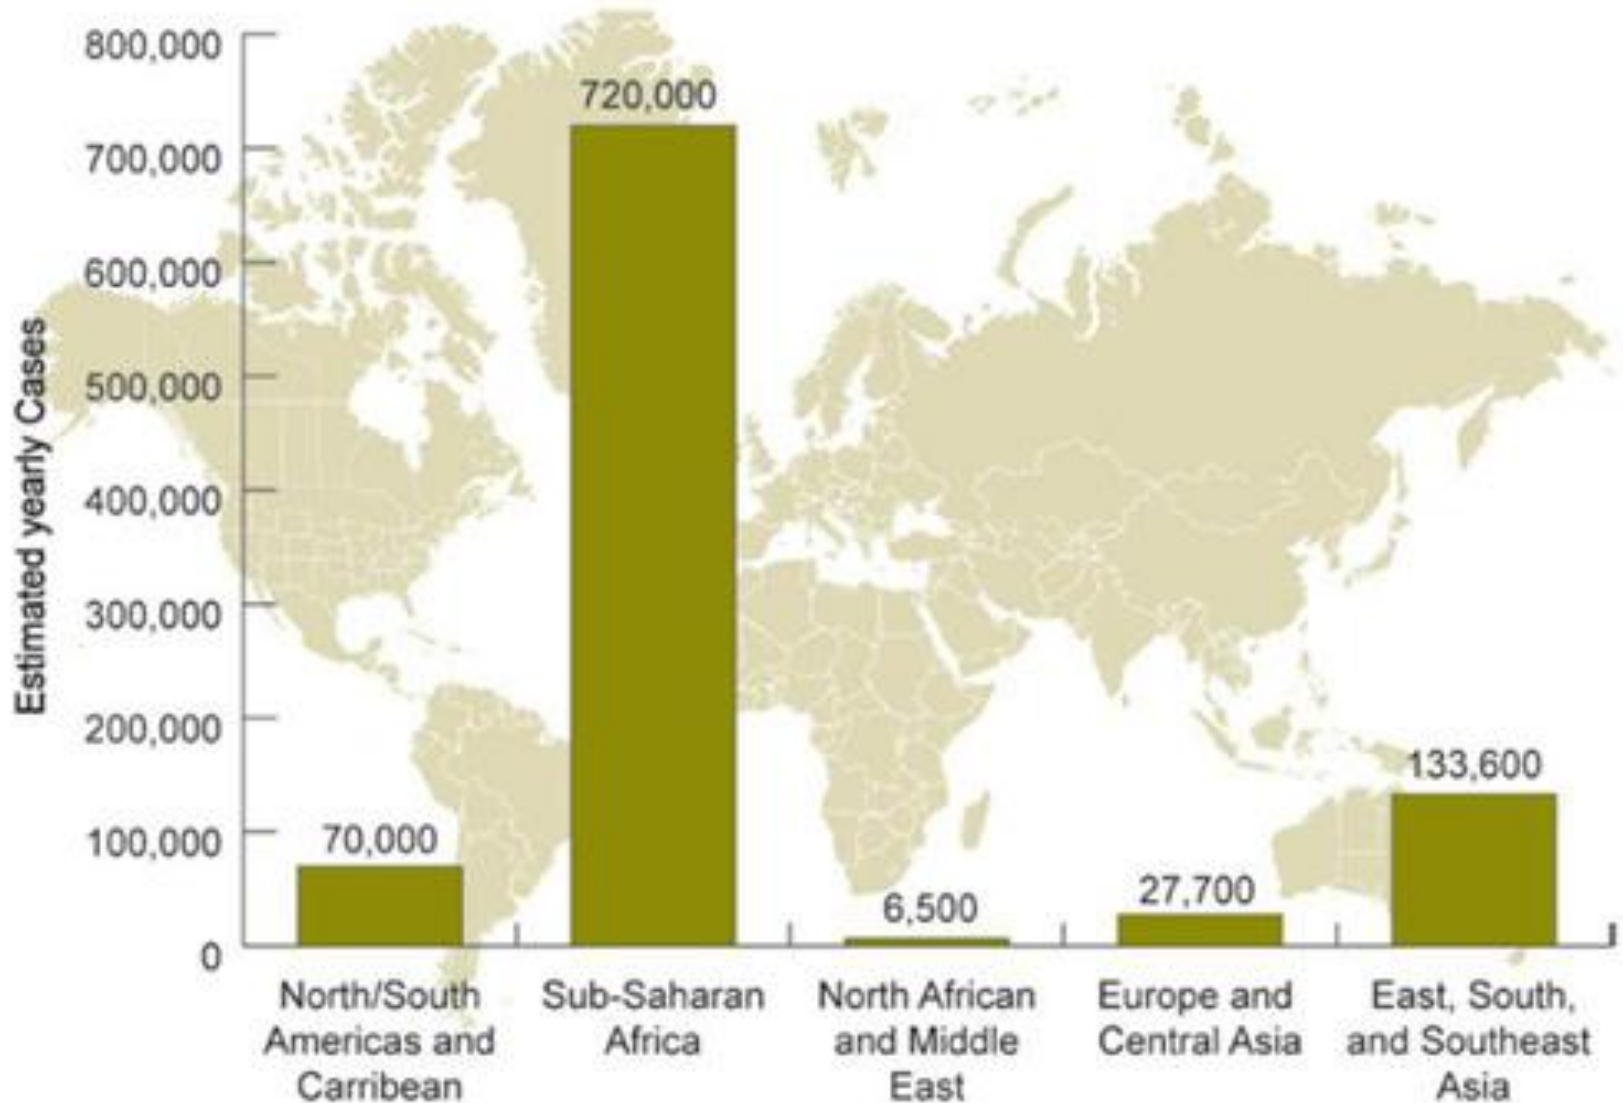 800,000
700,000
600,000
500,000
400,000
300,000
200,000
100,000
0
Estimated yearly Cases
70,000
720,000
6,500
27,700
133,600
North/South
Americas and
Carribean
Sub-Saharan
Africa
North African
and Middle
East
Europe and
Central Asia
East, South,
and Southeast
Asia